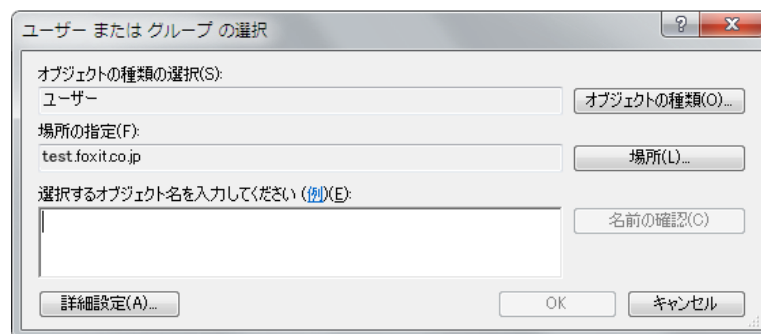 ユーザー または グループ の選択
オブジェクトの種類の選択(S):
ユーザー
オブジェクトの種類(O)...
場所の指定(F):
test.foxit.co.jp
場所(L)...
選択するオブジェクト名を入力してください (例)(E):
名前の確認(C)
詳細設定(A)...
OK
キャンセル